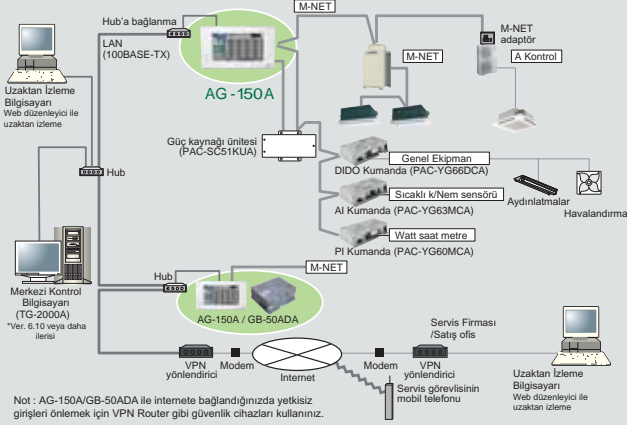 Hub'a bağlanma
LAN
(100BASE-TX)
M-NET
AG -150A
M-NET
M-NET
adaptör
A Kontrol
Uzaktan İzleme
Bilgisayarı
Web düzenleyici ile
uzaktan izleme
Güç kaynağı ünitesi
(PAC-SC51KUA)
Genel Ekipman
DIDO Kumanda (PAC-YG66DCA)
Sıcaklı k/Nem sensörü
AI Kumanda (PAC-YG63MCA)
Watt saat metre
PI Kumanda (PAC-YG60MCA)
Aydınlatmalar
Havalandırma
Hub
Merkezi Kontrol
Bilgisayarı
(TG-2000A)
*Ver. 6.10 veya daha
ilerisi
Hub
M-NET
AG-150A / GB-50ADA
VPN
yönlendirici
Modem
Internet
Modem
VPN
yönlendirici
Servis Firması
/Satış ofis
Servis görevlisinin
mobil telefonu
Uzaktan İzleme
Bilgisayarı
Web düzenleyici ile
uzaktan izleme
Not : AG-150A/GB-50ADA ile internete bağlandığınızda yetkisiz
girişleri önlemek için VPN Router gibi güvenlik cihazları kullanınız.